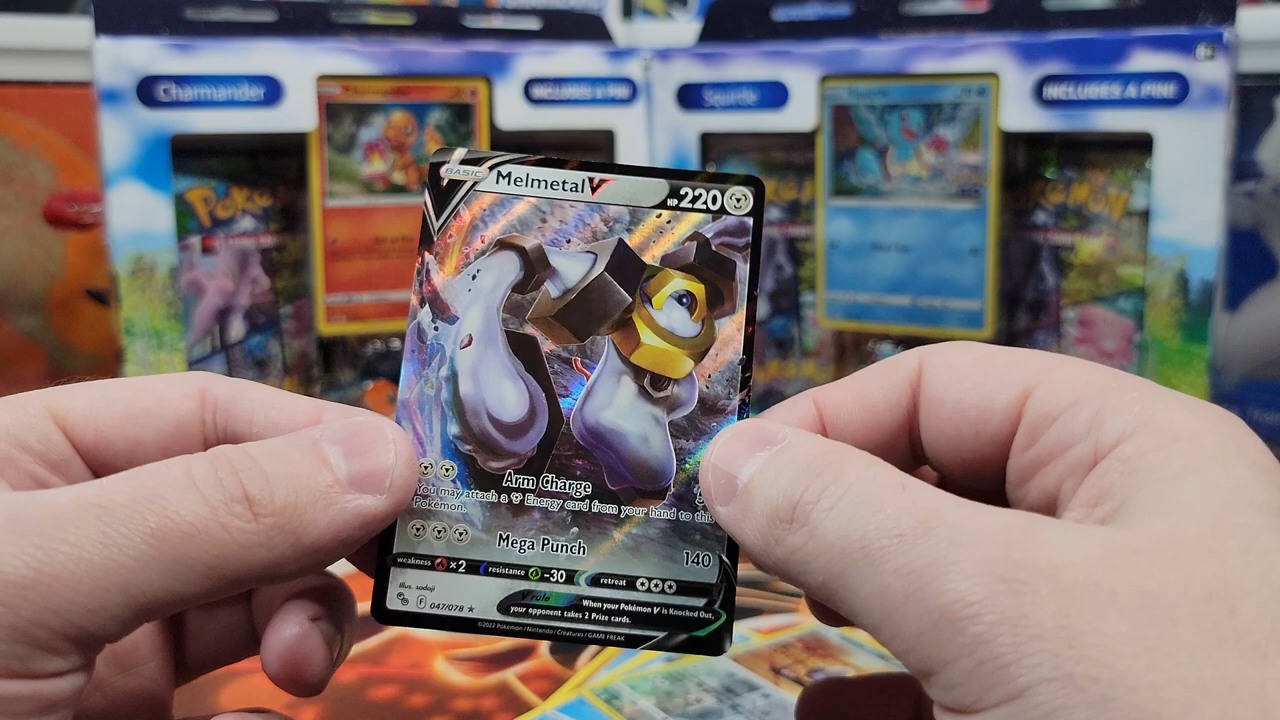 Charmander
INCLUDES A PIN!
Squirtle
INCLUDES A PIN!
Poké
BASIC
Melmetal V
HP 220
Arm Charge
You may attach a Energy card from your hand to this
Pokémon.
Mega Punch 140
weakness ×2 resistance -30 retreat
Illus. sadaji
F 047/078
V rule
When your Pokémon V is Knocked Out,
your opponent takes 2 Prize cards.
©2022 Pokémon / Nintendo / Creatures / GAME FREAK